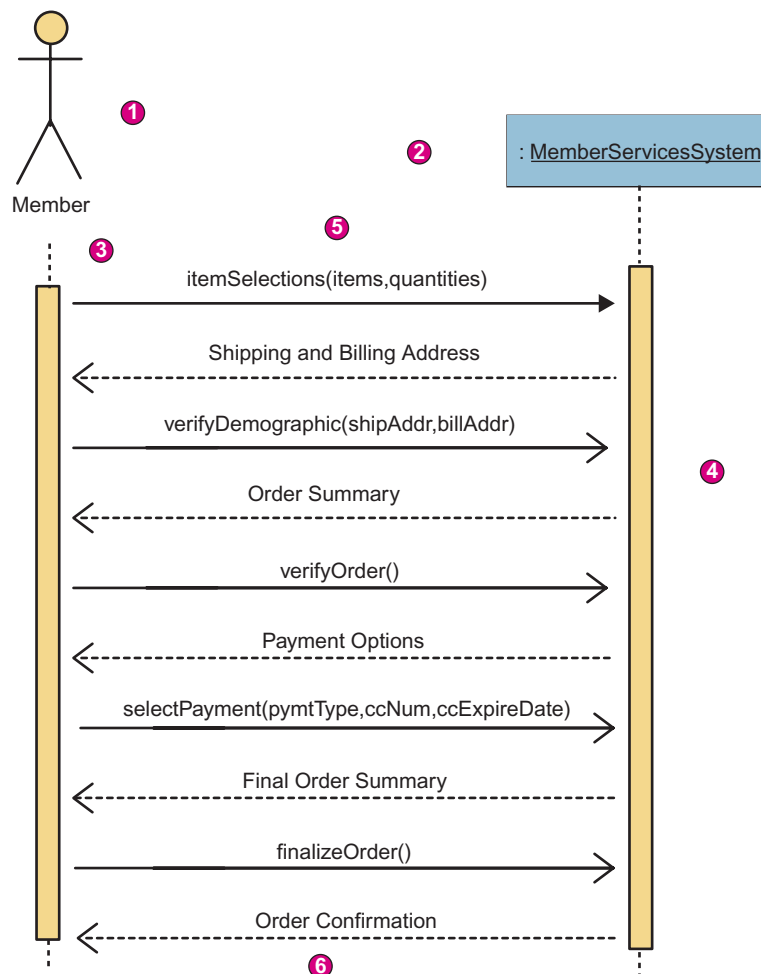 1
2
: MemberServicesSystem
Member
5
3
itemSelections(items,quantities)
Shipping and Billing Address
verifyDemographic(shipAddr,billAddr)
4
Order Summary
verifyOrder()
Payment Options
selectPayment(pymtType,ccNum,ccExpireDate)
Final Order Summary
finalizeOrder()
Order Confirmation
6